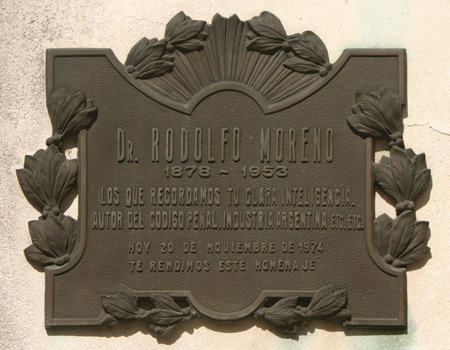 DR. RODOLFO MORENO
1878 ~ 1953
LOS QUE RECORDAMOS TU CLARA INTELIGENCIA
AUTOR DEL CODIGO PENAL, INDUSTRIA ARGENTINA ETC. ETC.
HOY 20 DE NOVIEMBRE DE 1974
TE RENDIMOS ESTE HOMENAJE